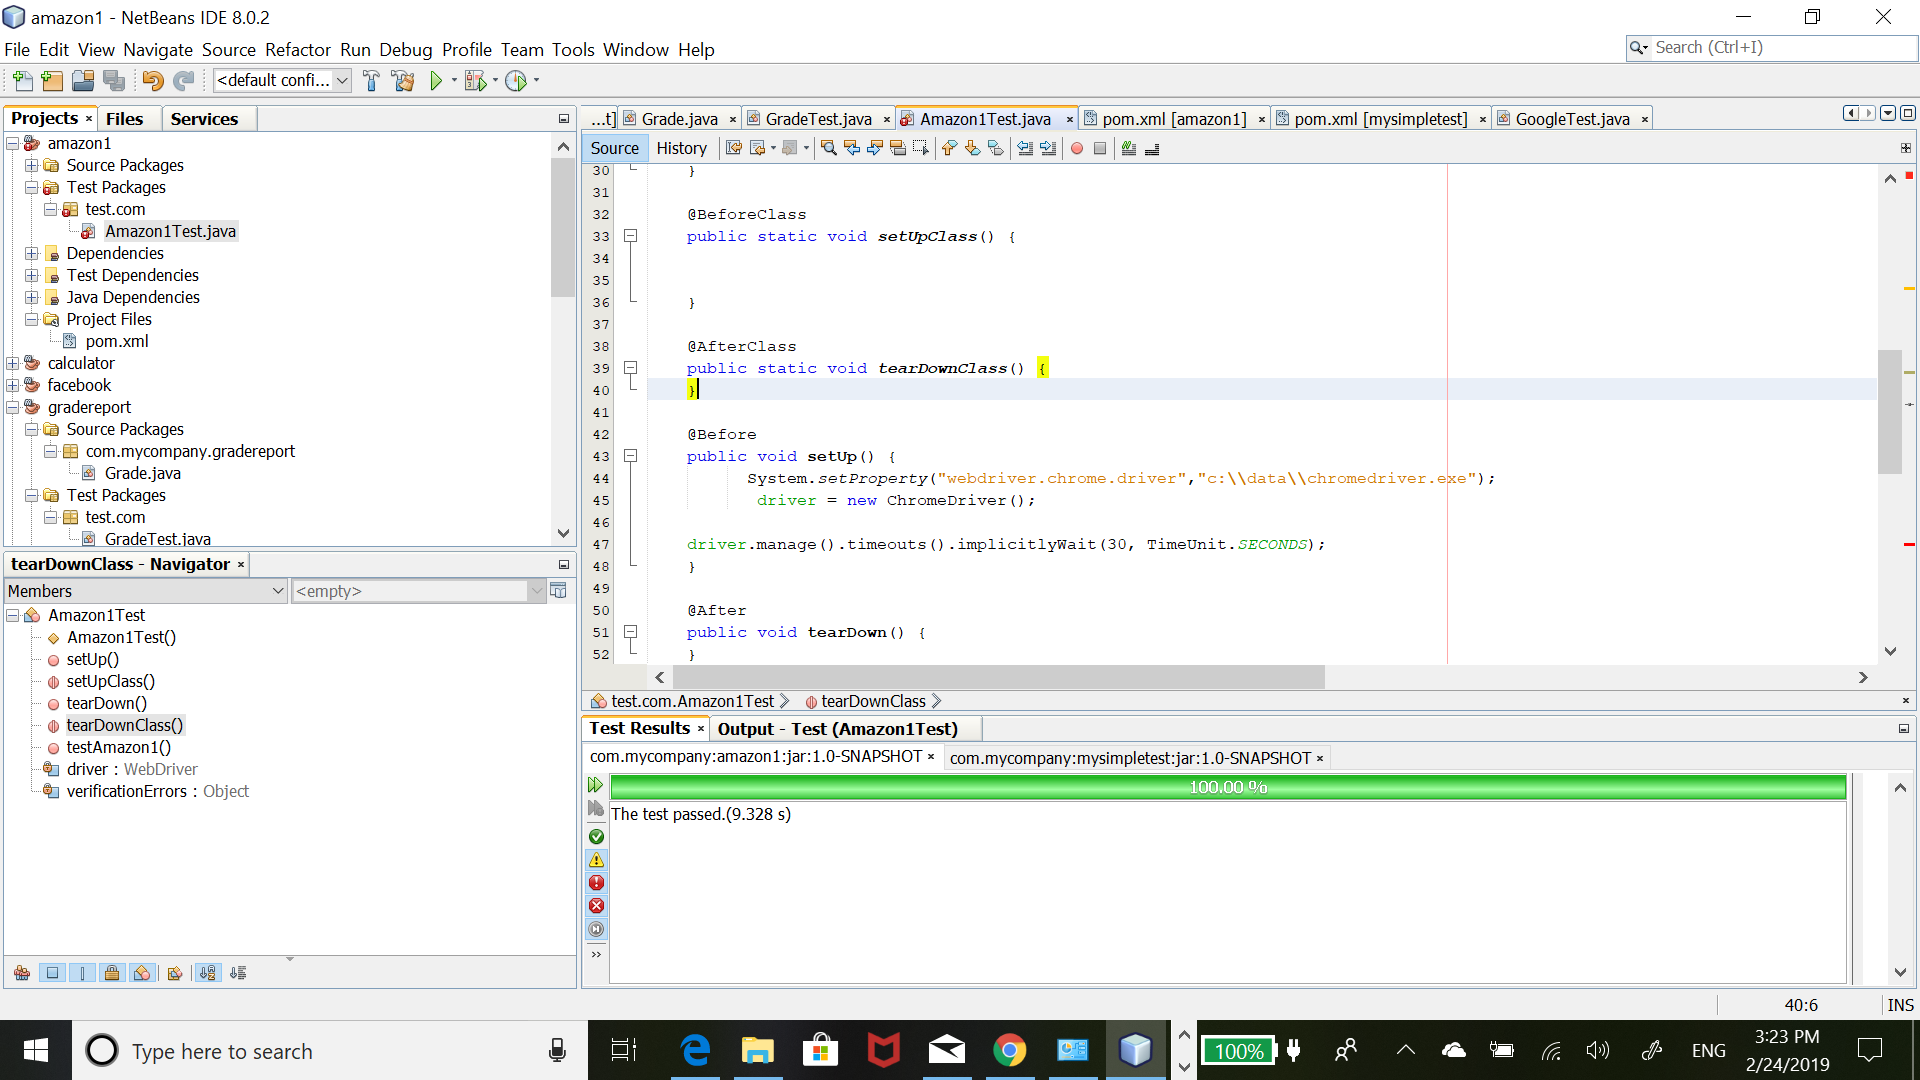 amazon1 - NetBeans IDE 8.0.2
File Edit View Navigate Source Refactor Run Debug Profile Team Tools Window Help
Search (Ctrl+I)
<default confi...
Projects × Files Services
amazon1
Source Packages
Test Packages
test.com
Amazon1Test.java
Dependencies
Test Dependencies
Java Dependencies
Project Files
pom.xml
calculator
facebook
gradereport
Source Packages
com.mycompany.gradereport
Grade.java
Test Packages
test.com
GradeTest.java
tearDownClass - Navigator ×
Members <empty>
Amazon1Test
Amazon1Test()
setUp()
setUpClass()
tearDown()
tearDownClass()
testAmazon1()
driver : WebDriver
verificationErrors : Object
...t] Grade.java × GradeTest.java × Amazon1Test.java × pom.xml [amazon1] × pom.xml [mysimpletest] × GoogleTest.java ×
Source History
30 }
31
32 @BeforeClass
33 public static void setUpClass() {
34
35
36 }
37
38 @AfterClass
39 public static void tearDownClass() {
40 }
41
42 @Before
43 public void setUp() {
44 System.setProperty("webdriver.chrome.driver","c:\\data\\chromedriver.exe");
45 driver = new ChromeDriver();
46
47 driver.manage().timeouts().implicitlyWait(30, TimeUnit.SECONDS);
48 }
49
50 @After
51 public void tearDown() {
52 }
test.com.Amazon1Test tearDownClass
Test Results × Output - Test (Amazon1Test)
com.mycompany:amazon1:jar:1.0-SNAPSHOT × com.mycompany:mysimpletest:jar:1.0-SNAPSHOT ×
100.00 %
The test passed.(9.328 s)
40:6 INS
Type here to search
100%
ENG
3:23 PM
2/24/2019